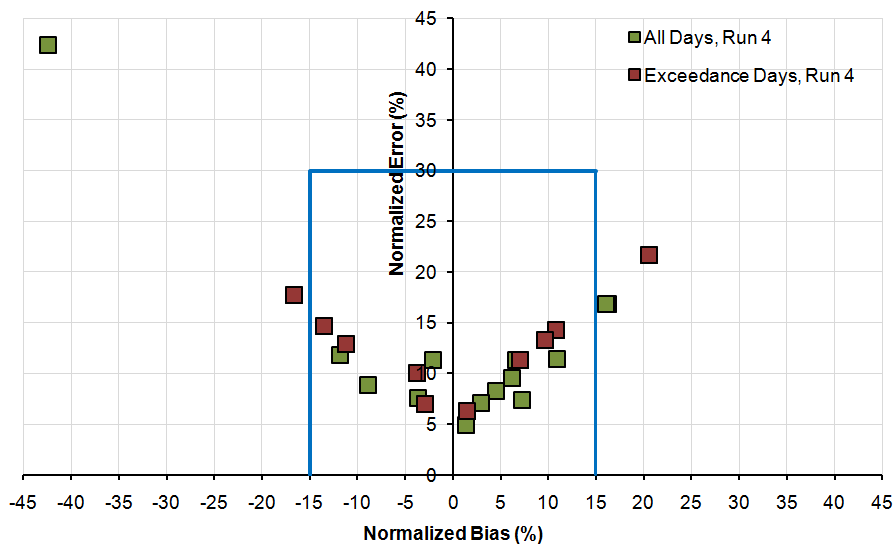 45
40
35
30
25
20
15
10
5
0
Normalized Error (%)
All Days, Run 4
Exceedance Days, Run 4
-45 -40 -35 -30 -25 -20 -15 -10 -5 0 5 10 15 20 25 30 35 40 45
Normalized Bias (%)